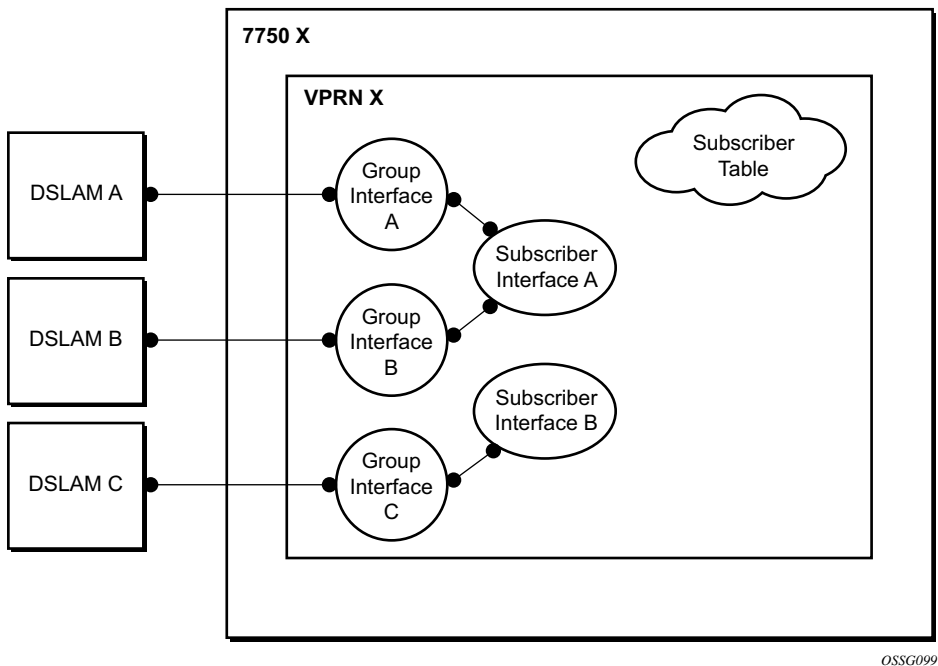 7750 X
VPRN X
Subscriber
Table
DSLAM A
Group
Interface
A
Subscriber
Interface A
DSLAM B
Group
Interface
B
Subscriber
Interface B
DSLAM C
Group
Interface
C
OSSG099